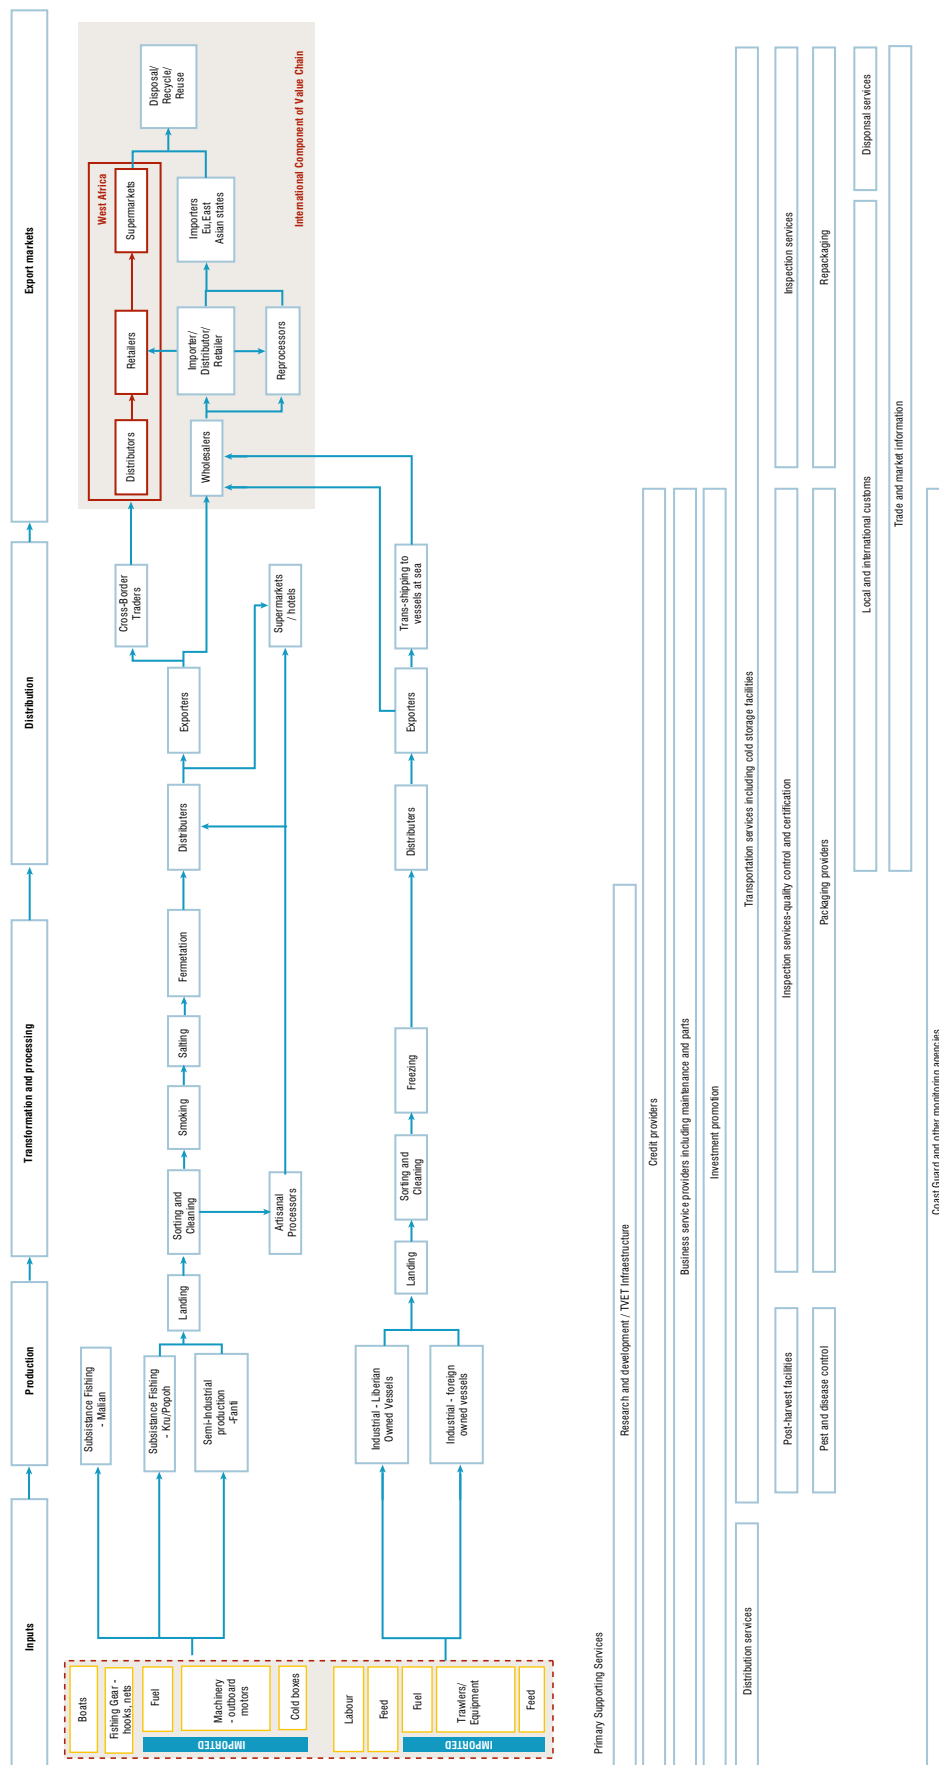 Inputs
Production
Transformation and processing
Distribution
Export markets
Boats
Fishing Gear -
hooks, nets
Fuel
Machinery
- outboard
motors
Cold boxes
IMPORTED
Labour
Feed
Fuel
Trawlers/
Equipment
Feed
IMPORTED
Subsistance Fishing
- Malian
Subsistance Fishing
- Kru/Popoh
Semi-Industrial
production
-Fanti
Landing
Sorting and
Cleaning
Smoking
Salting
Fermetation
Distributers
Exporters
Cross-Border
Traders
Artisanal
Processors
Supermarkets
/ hotels
Industrial - Liberian
Owned Vessels
Industrial - foreign
owned vessels
Landing
Sorting and
Cleaning
Freezing
Distributers
Exporters
Trans-shipping to
vessels at sea
West Africa
Distributors
Retailers
Supermarkets
Disposal/
Recycle/
Reuse
Wholesalers
Importer/
Distributor/
Retailer
Importers
Eu,East
Asian states
Reprocessors
International Component of Value Chain
Primary Supporting Services
Research and development / TVET Infraestructure
Credit providers
Business service providers including maintenance and parts
Investment promotion
Distribution services
Transportation services including cold storage facilities
Post-harvest facilities
Inspection services-quality control and certification
Inspection services
Pest and disease control
Packaging providers
Repackaging
Local and international customs
Disponsal services
Trade and market information
Coast Guard and other monitoring agencies